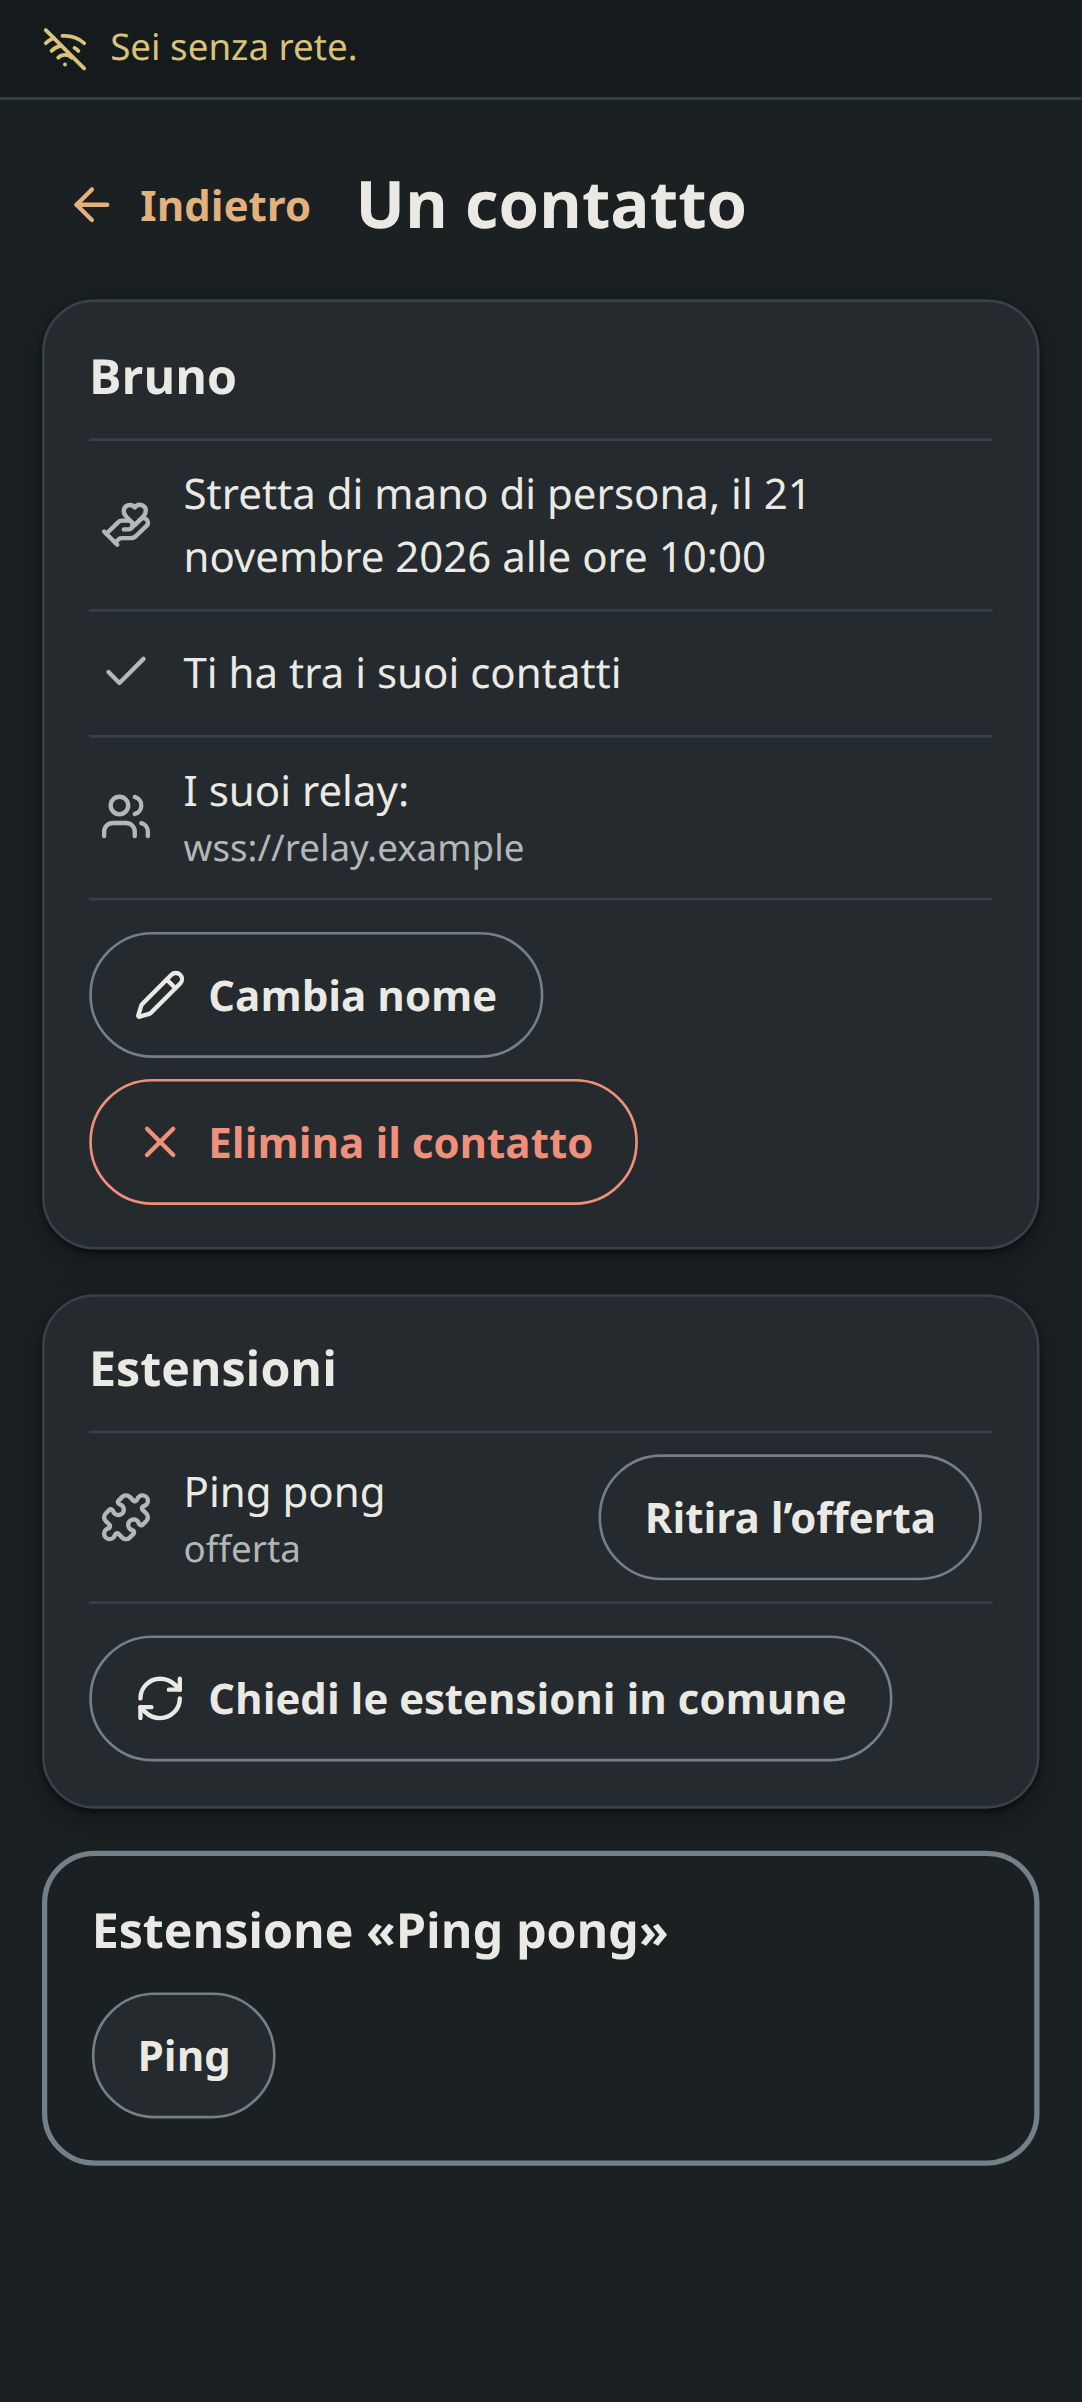 Sei senza rete.
Indietro
Un contatto
Bruno
Stretta di mano di persona, il 21
novembre 2026 alle ore 10:00
Ti ha tra i suoi contatti
I suoi relay:
wss://relay.example
Cambia nome
Elimina il contatto
Estensioni
Ping pong
offerta
Ritira l’offerta
Chiedi le estensioni in comune
Estensione «Ping pong»
Ping